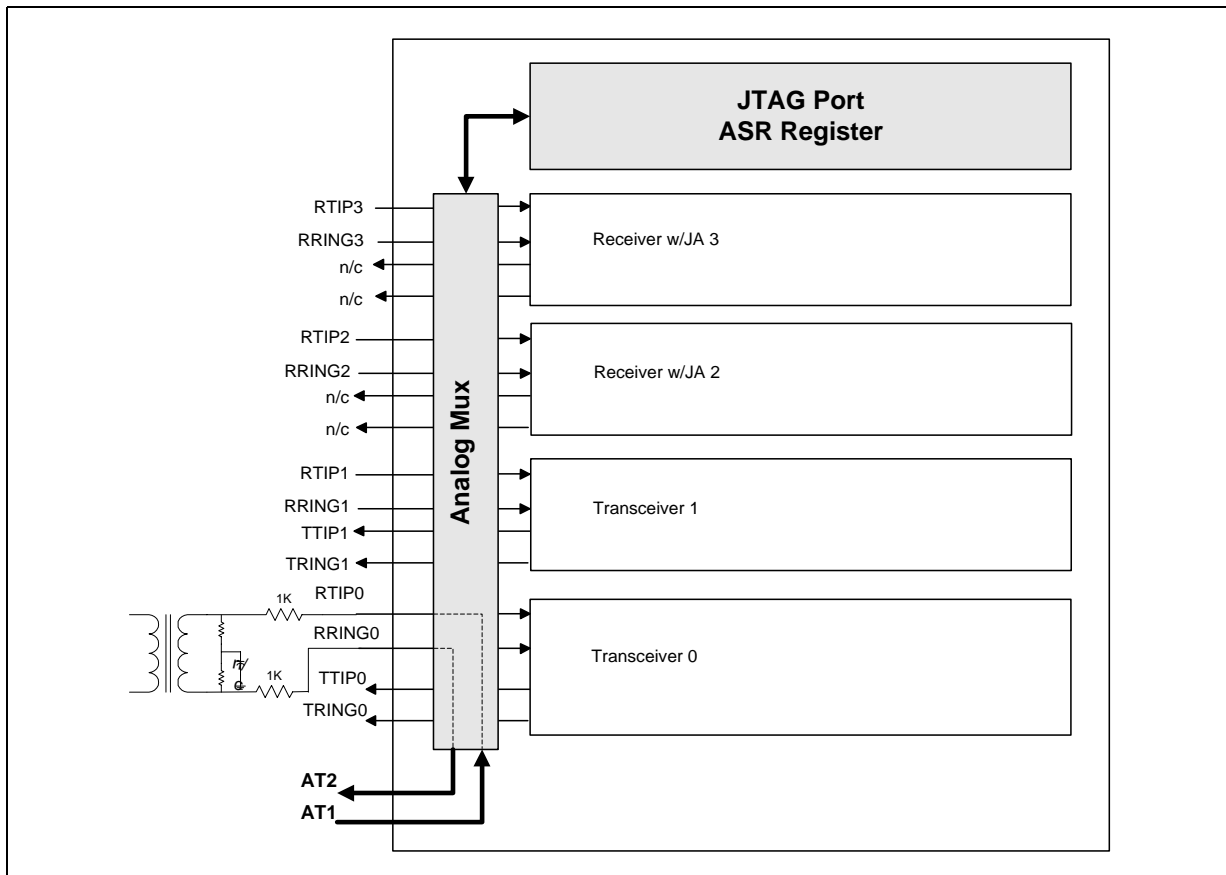 JTAG Port
ASR Register
RTIP3
RRING3
n/c
n/c
Receiver w/JA 3
RTIP2
RRING2
n/c
n/c
Receiver w/JA 2
Analog Mux
RTIP1
RRING1
TTIP1
TRING1
Transceiver 1
RTIP0
1K
RRING0
1K
TTIP0
TRING0
Transceiver 0
AT2
AT1